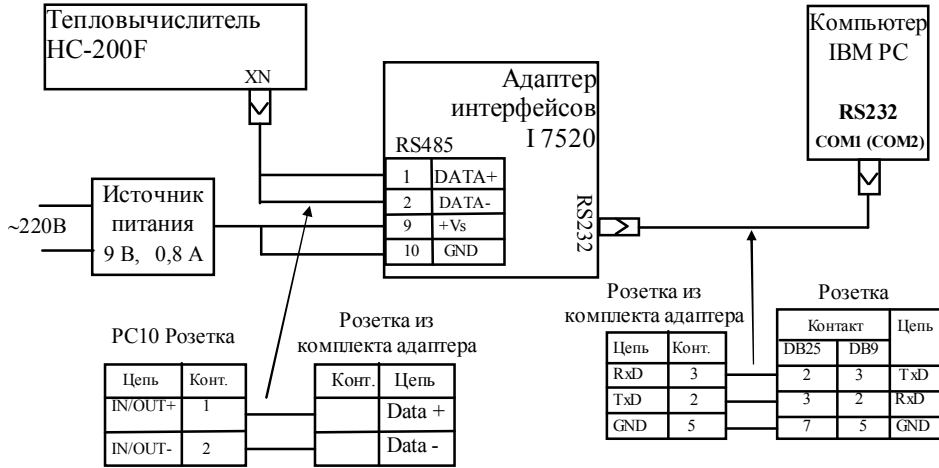 Тепловычислитель
НС-200F
XN
Адаптер
интерфейсов
I 7520
RS485
1 DATA+
2 DATA-
9 +Vs
10 GND
RS232
Компьютер
IBM PC
RS232
COM1 (COM2)
~220В
Источник
питания
9 В, 0,8 А
РС10 Розетка
Цепь Конт.
IN/OUT+ 1
IN/OUT- 2
Розетка из
комплекта адаптера
Конт. Цепь
Data +
Data -
Розетка из
комплекта адаптера
Цепь Конт.
RxD 3
TxD 2
GND 5
Розетка
Контакт Цепь
DB25 DB9
2 3 TxD
3 2 RxD
7 5 GND